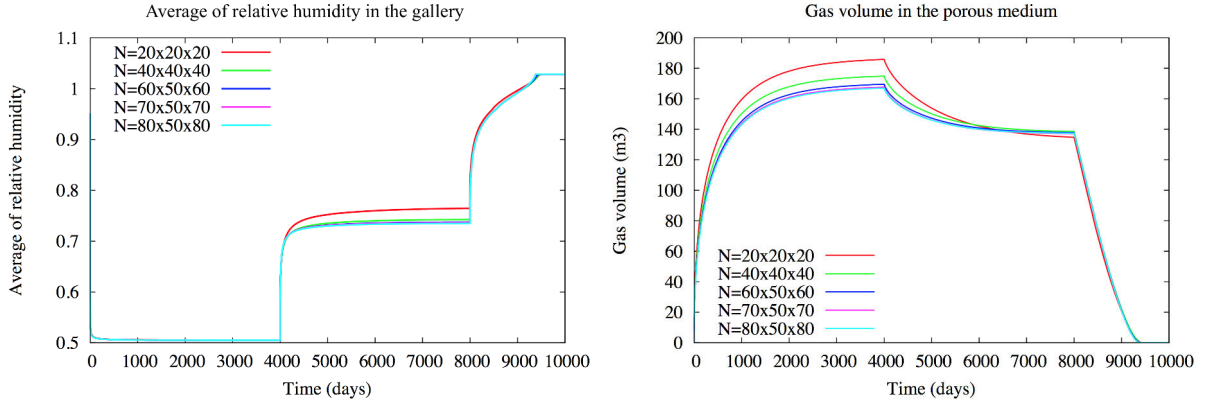 Average of relative humidity in the gallery
1.1
1
0.9
0.8
0.7
0.6
0.5
Average of relative humidity
N=20x20x20
N=40x40x40
N=60x50x60
N=70x50x70
N=80x50x80
0 1000 2000 3000 4000 5000 6000 7000 8000 9000 10000
Time (days)
Gas volume in the porous medium
200
180
160
140
120
100
80
60
40
20
0
Gas volume (m3)
N=20x20x20
N=40x40x40
N=60x50x60
N=70x50x70
N=80x50x80
0 1000 2000 3000 4000 5000 6000 7000 8000 9000 10000
Time (days)